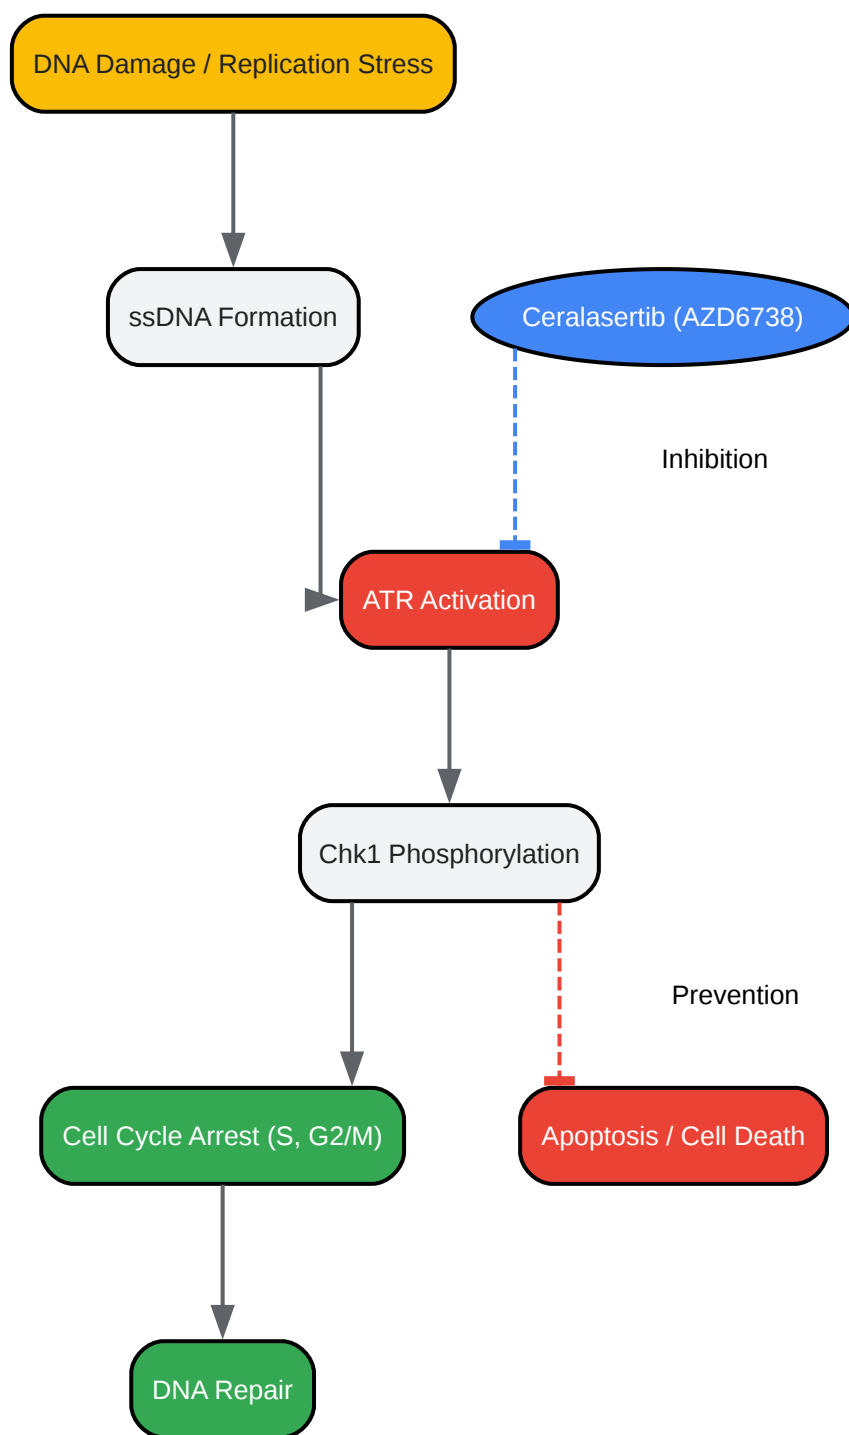 DNA Damage / Replication Stress
ssDNA Formation
Ceralasertib (AZD6738)
Inhibition
ATR Activation
Chk1 Phosphorylation
Prevention
Cell Cycle Arrest (S, G2/M)
Apoptosis / Cell Death
DNA Repair